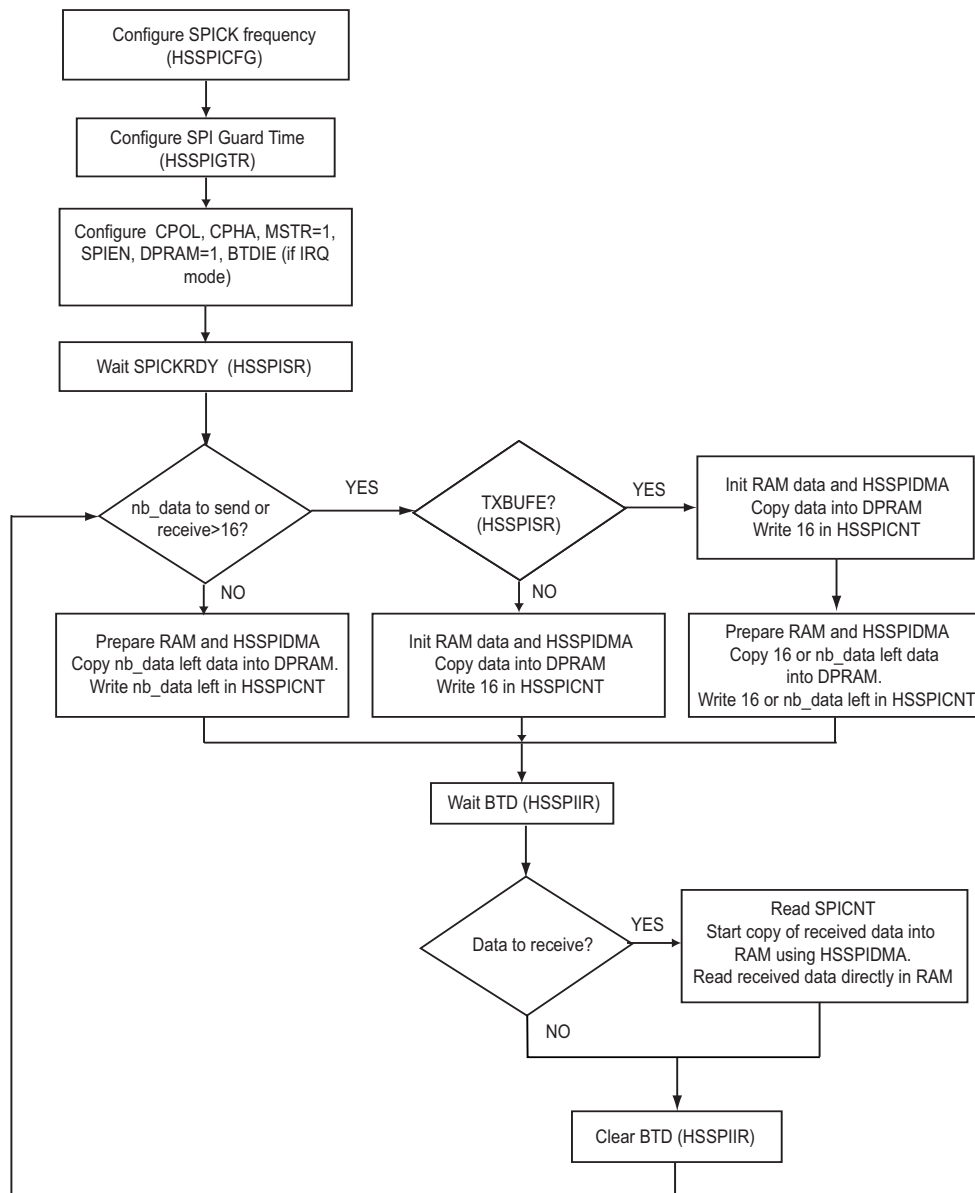 Configure SPICK frequency
(HSSPICFG)
Configure SPI Guard Time
(HSSPIGTR)
Configure CPOL, CPHA, MSTR=1,
SPIEN, DPRAM=1, BTDIE (if IRQ
mode)
Wait SPICKRDY (HSSPISR)
nb_data to send or
receive>16?
YES
NO
TXBUFE?
(HSSPISR)
YES
NO
Init RAM data and HSSPIDMA
Copy data into DPRAM
Write 16 in HSSPICNT
Prepare RAM and HSSPIDMA
Copy nb_data left data into DPRAM.
Write nb_data left in HSSPICNT
Init RAM data and HSSPIDMA
Copy data into DPRAM
Write 16 in HSSPICNT
Prepare RAM and HSSPIDMA
Copy 16 or nb_data left data
into DPRAM.
Write 16 or nb_data left in HSSPICNT
Wait BTD (HSSPIIR)
Data to receive?
YES
NO
Read SPICNT
Start copy of received data into
RAM using HSSPIDMA.
Read received data directly in RAM
Clear BTD (HSSPIIR)